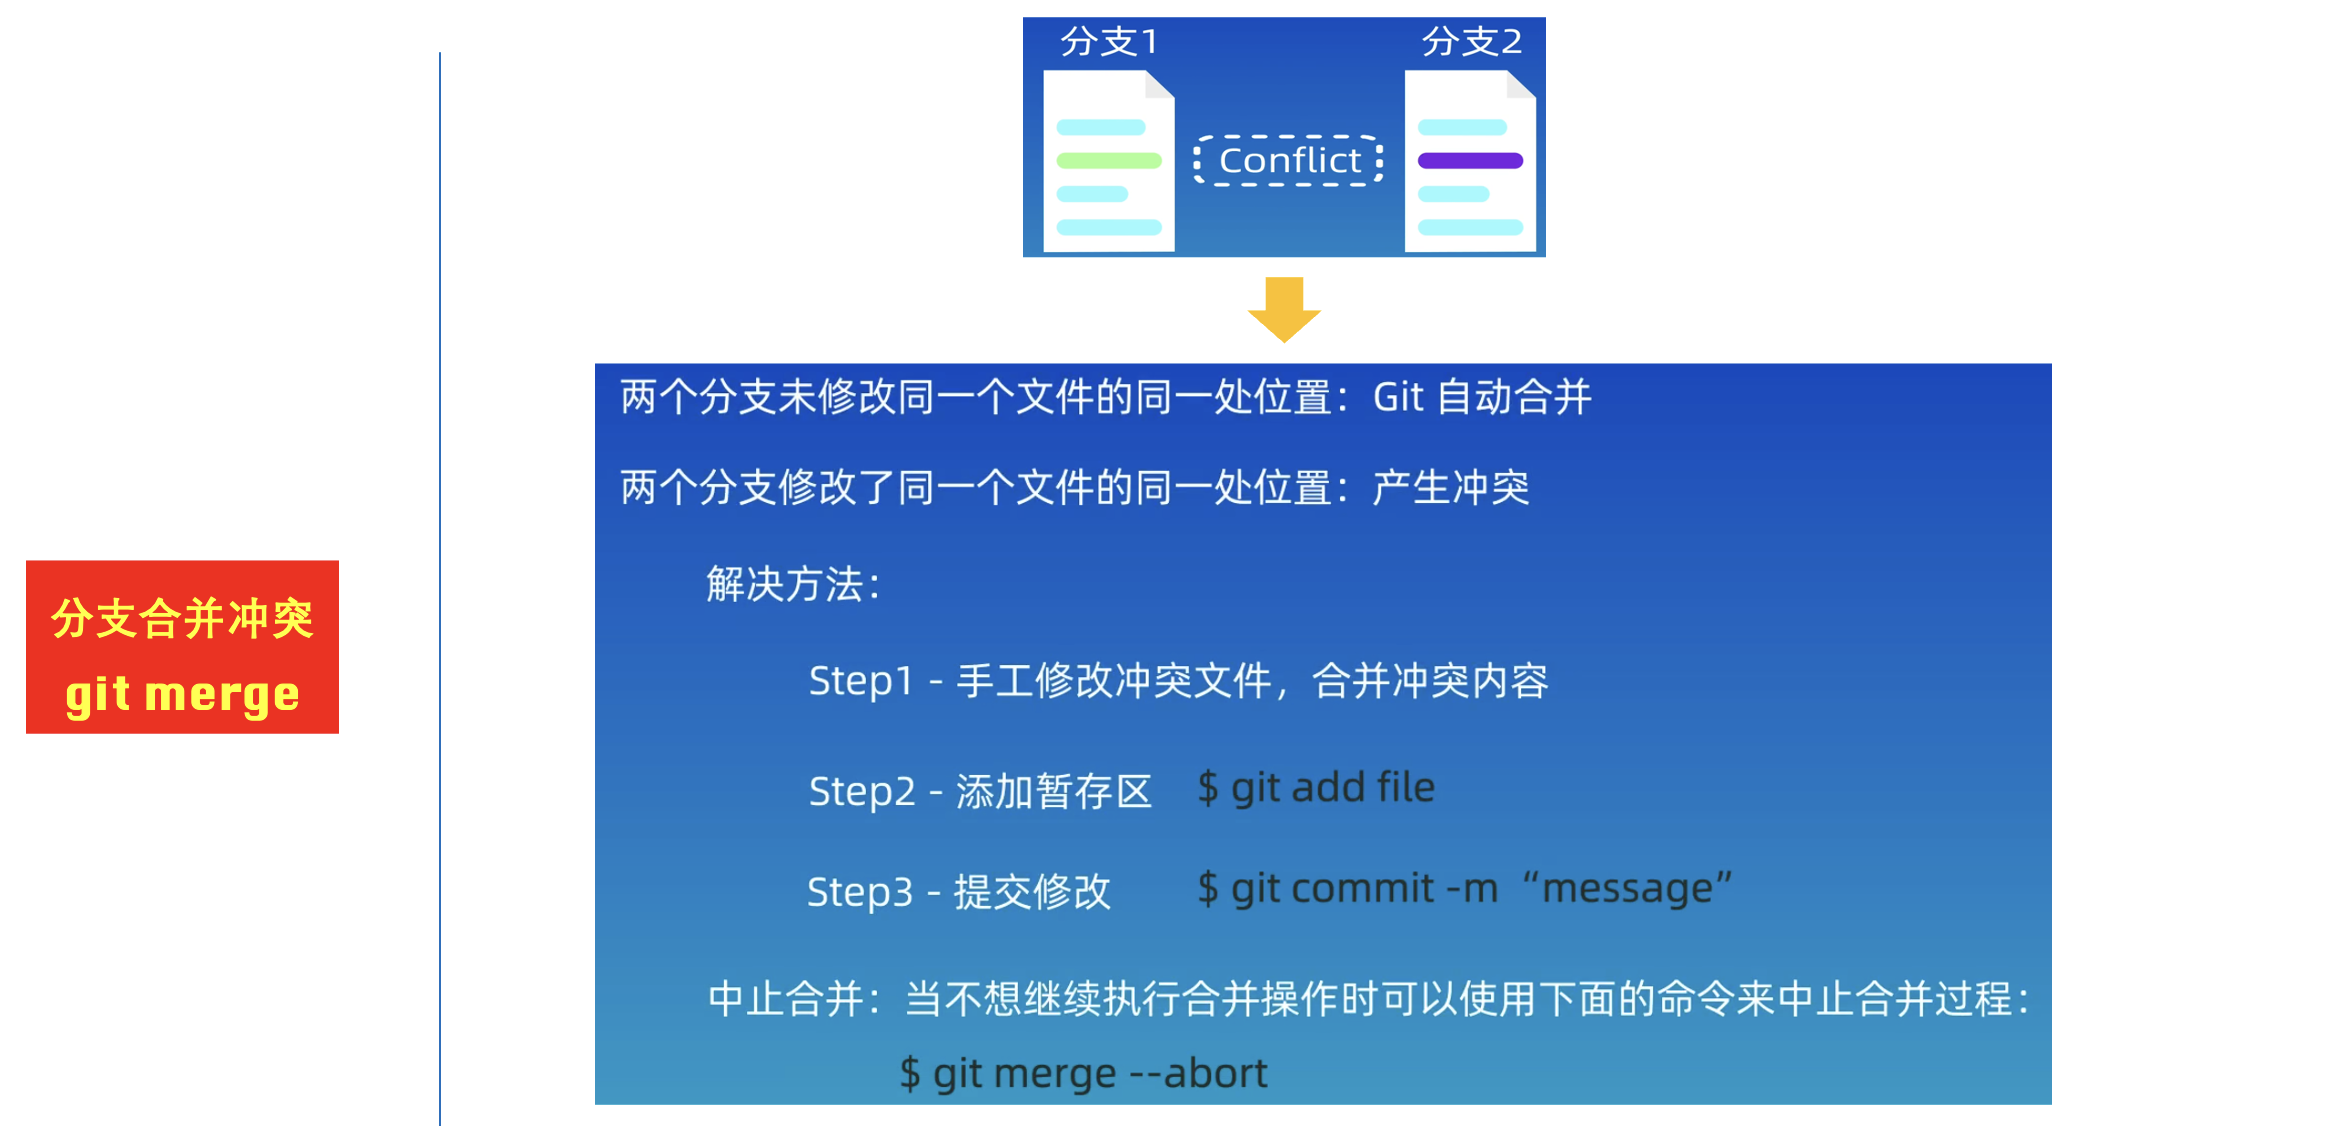 分支合并冲突
git merge
分支1 分支2
Conflict
两个分支未修改同一个文件的同一处位置：Git 自动合并
两个分支修改了同一个文件的同一处位置：产生冲突
解决方法：
Step1 - 手工修改冲突文件，合并冲突内容
Step2 - 添加暂存区 $ git add file
Step3 - 提交修改 $ git commit -m “message”
中止合并：当不想继续执行合并操作时可以使用下面的命令来中止合并过程：
$ git merge --abort